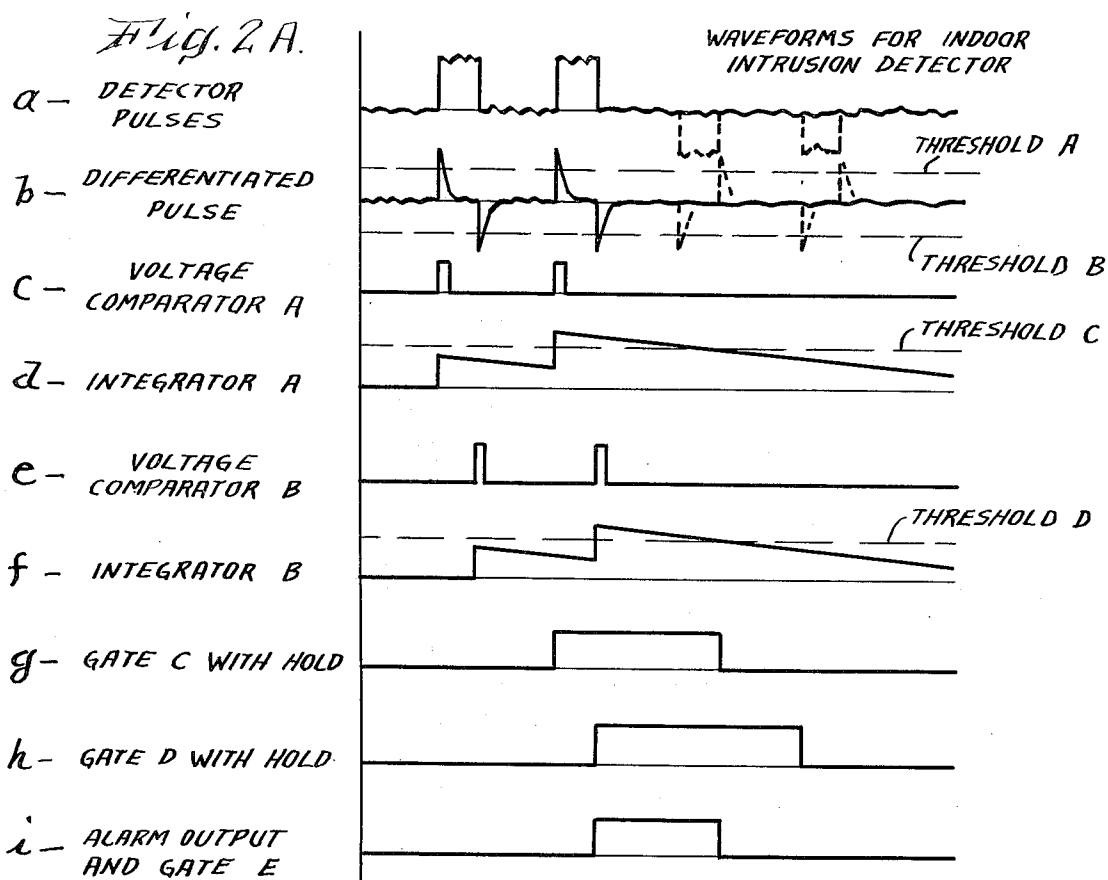 Fig. 2A.
WAVEFORMS FOR INDOOR
INTRUSION DETECTOR
a - DETECTOR
PULSES
THRESHOLD A
b - DIFFERENTIATED
PULSE
THRESHOLD B
c - VOLTAGE
COMPARATOR A
THRESHOLD C
d - INTEGRATOR A
e - VOLTAGE
COMPARATOR B
THRESHOLD D
f - INTEGRATOR B
g - GATE C WITH HOLD
h - GATE D WITH HOLD
i - ALARM OUTPUT
AND GATE E